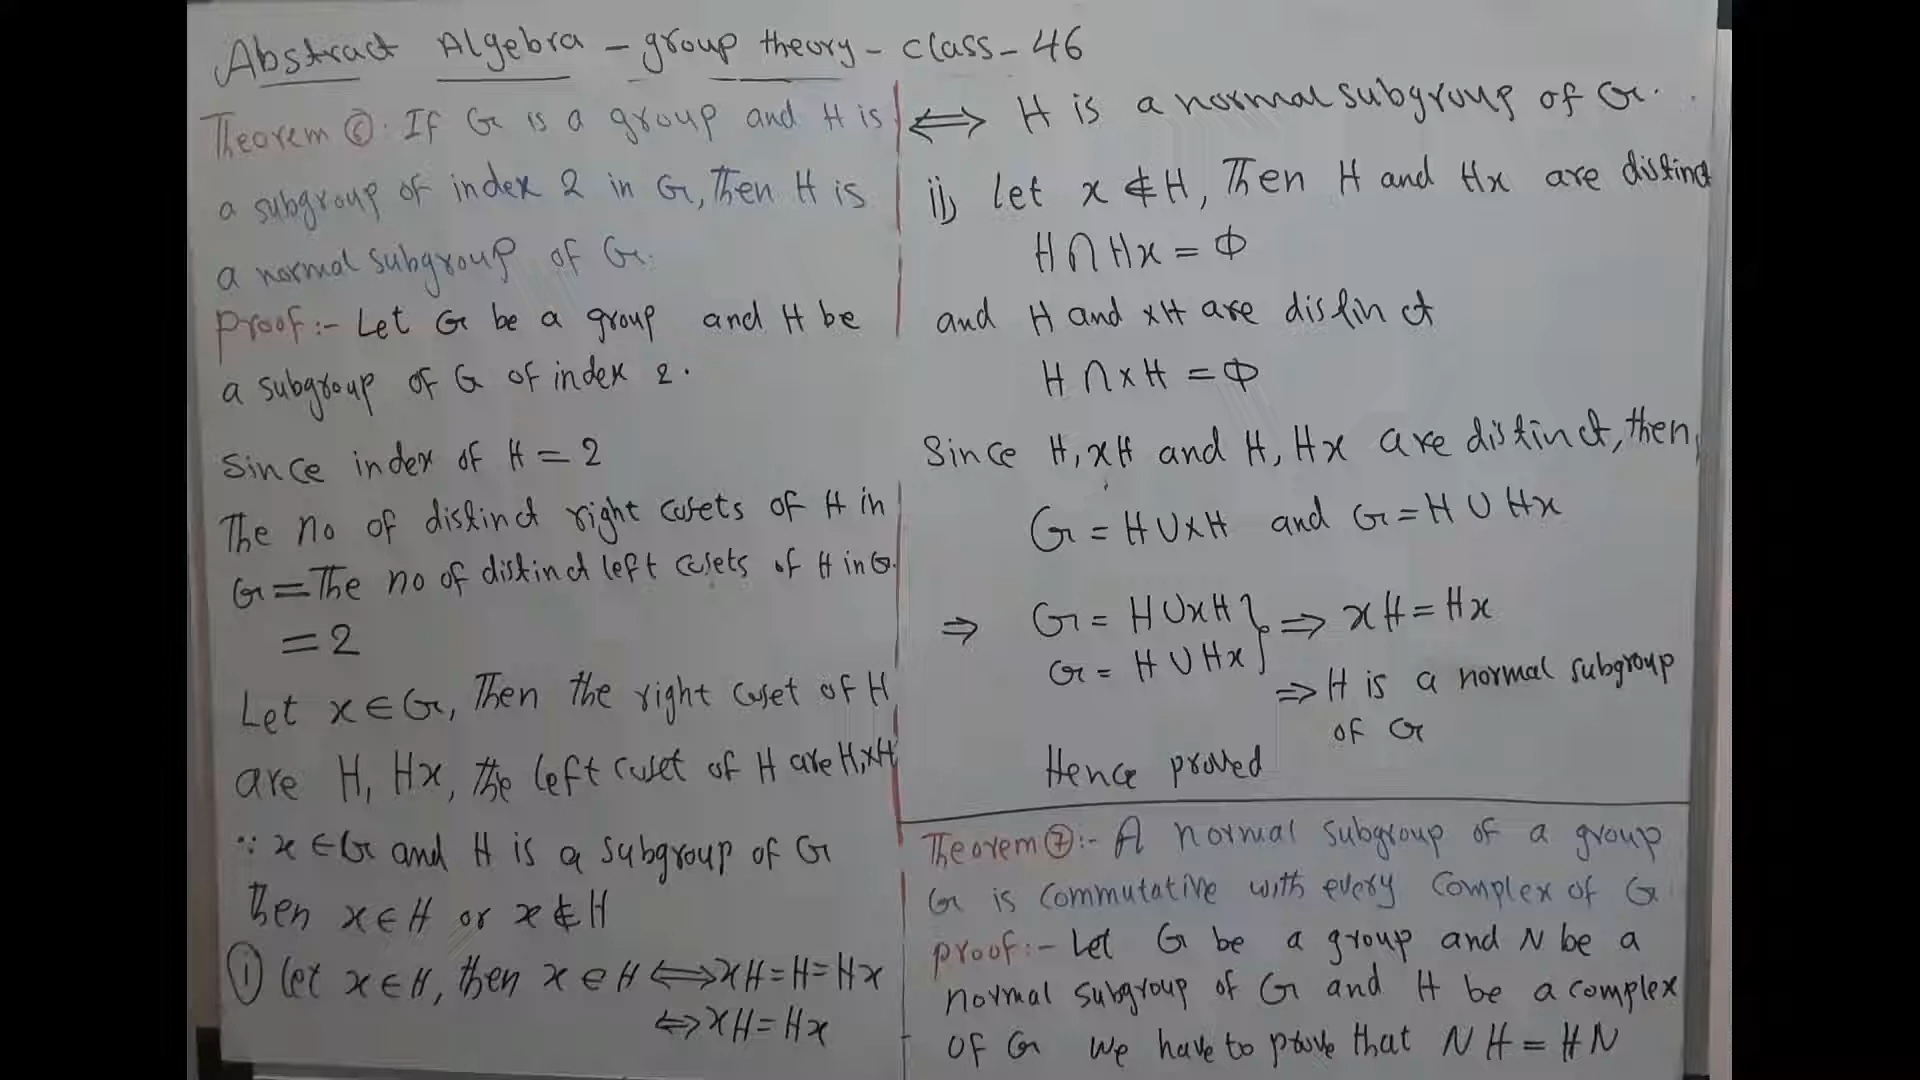 Abstract Algebra - group theory - class - 46
Theorem ⑥: If G is a group and H is
a subgroup of index 2 in G, Then H is
a normal subgroup of G.
Proof :- Let G be a group and H be
a subgroup of G of index 2.
Since index of H = 2
The no of distinct right cosets of H in
G = The no of distinct left cosets of H in G.
= 2
Let x ∈ G, Then the right coset of H
are H, Hx, the left coset of H are H, xH
∵ x ∈ G and H is a subgroup of G
Then x ∈ H or x ∉ H
① Let x ∈ H, then x ∈ H ⟺ xH = H = Hx
⟺ xH = Hx
⟺ H is a normal subgroup of G.
ii) let x ∉ H, Then H and Hx are distinct
H ∩ Hx = Φ
and H and xH are distinct
H ∩ xH = Φ
Since H, xH and H, Hx are distinct, then,
G = H ∪ xH and G = H ∪ Hx
⇒ G = H ∪ xH } ⇒ xH = Hx
G = H ∪ Hx }
⇒ H is a normal subgroup
of G
Hence proved
Theorem ⑦ :- A normal subgroup of a group
G is commutative with every complex of G
proof :- Let G be a group and N be a
normal subgroup of G and H be a complex
of G we have to prove that NH = HN